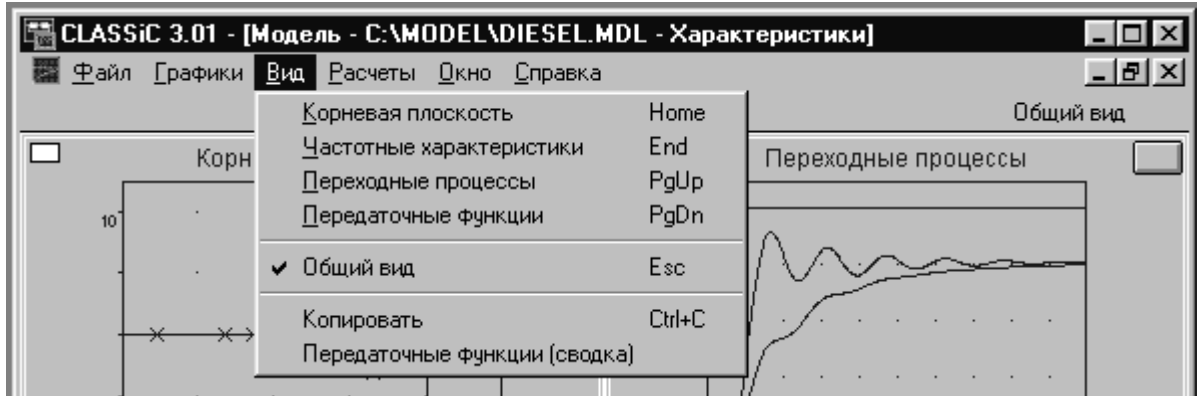 CLASSiC 3.01 - [Модель - C:\MODEL\DIESEL.MDL - Характеристики]
Файл Графики Вид Расчеты Окно Справка
Общий вид
Корневая плоскость Home
Частотные характеристики End
Переходные процессы PgUp
Передаточные функции PgDn
Общий вид Esc
Копировать Ctrl+C
Передаточные функции (сводка)
Корн
10
Переходные процессы